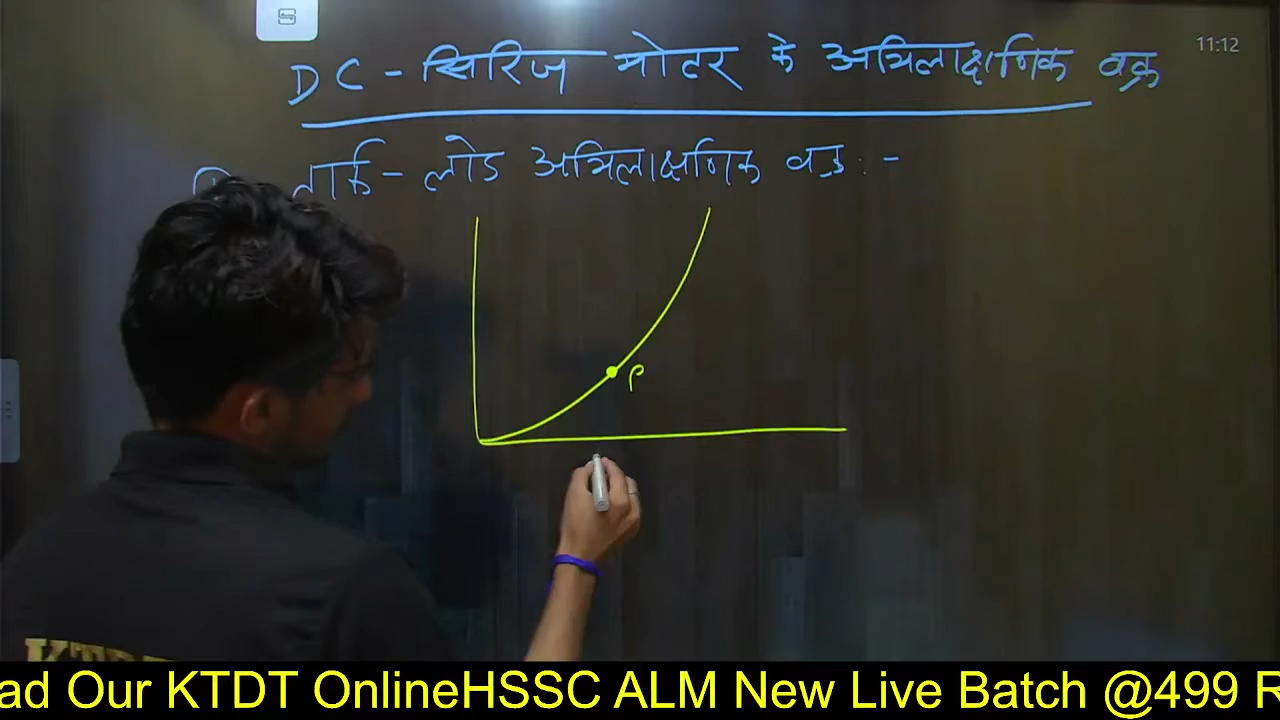 DC - सिरिज मोटर के अभिलाक्षणिक वक्र
11:12
टार्क - लोड अभिलाक्षणिक वक्र :-
P
ad Our KTDT OnlineHSSC ALM New Live Batch @499 R